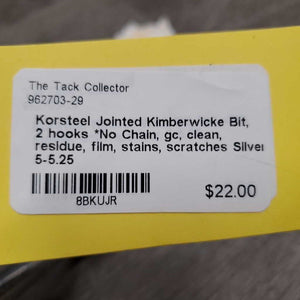 The Tack Collector
962703-29
Korsteel Jointed Kimberwicke Bit,
2 hooks *No Chain, gc, clean,
residue, film, stains, scratches Silver
5-5.25
8BKUJR
$22.00